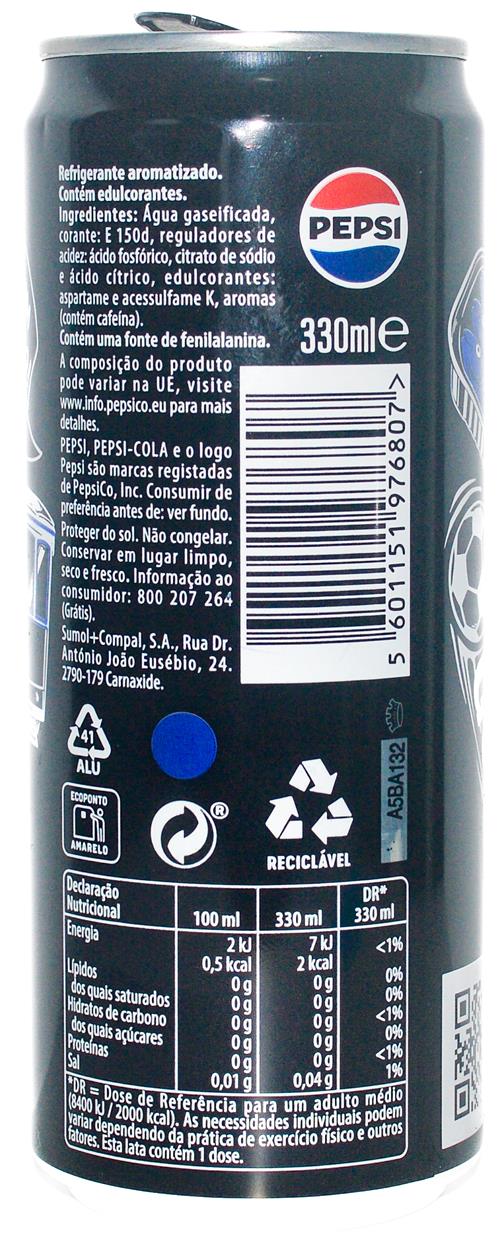 Refrigerante aromatizado.
Contém edulcorantes.
Ingredientes: Água gaseificada,
corante: E 150d, reguladores de
acidez: ácido fosfórico, citrato de sódio
e ácido cítrico, edulcorantes:
aspartame e acessulfame K, aromas
(contém cafeína).
Contém uma fonte de fenilalanina.
PEPSI
330ml e
A composição do produto
pode variar na UE, visite
www.info.pepsico.eu para mais
detalhes.
PEPSI, PEPSI-COLA e o logo
Pepsi são marcas registadas
de PepsiCo, Inc. Consumir de
preferência antes de: ver fundo.
Proteger do sol. Não congelar.
Conservar em lugar limpo,
seco e fresco. Informação ao
consumidor: 800 207 264
(Grátis).
Sumol+Compal, S.A., Rua Dr.
António João Eusébio, 24.
2790-179 Carnaxide.
5 601151 976807 >
41
ALU
ECOPONTO
AMARELO
®
RECICLÁVEL
A5BA132
Declaração
Nutricional 100 ml 330 ml DR*
330 ml
Energia 2 kJ 7 kJ <1%
0,5 kcal 2 kcal
Lípidos 0 g 0 g 0%
dos quais saturados 0 g 0 g 0%
Hidratos de carbono 0 g 0 g <1%
dos quais açúcares 0 g 0 g 0%
Proteínas 0 g 0 g <1%
Sal 0,01 g 0,04 g 1%
*DR = Dose de Referência para um adulto médio
(8400 kJ / 2000 kcal). As necessidades individuais podem
variar dependendo da prática de exercício físico e outros
fatores. Esta lata contém 1 dose.